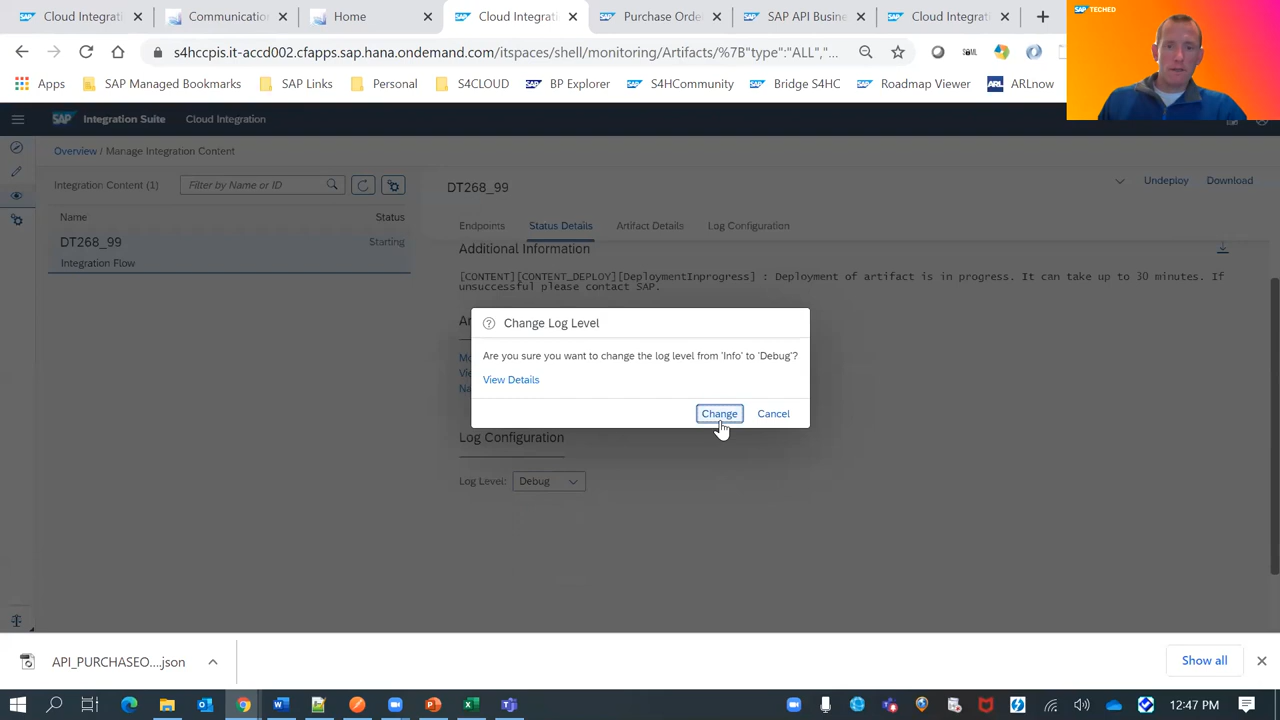 Cloud Integrati
Communication
Home
Cloud Integrati
Purchase Order
SAP API Busine
Cloud Integrati
SAP TECHED
s4hccpis.it-accd002.cfapps.sap.hana.ondemand.com/itspaces/shell/monitoring/Artifacts/%7B"type":"ALL",...
Apps
SAP Managed Bookmarks
SAP Links
Personal
S4CLOUD
BP Explorer
S4HCommunity
Bridge S4HC
Roadmap Viewer
ARLnow
SAP Integration Suite Cloud Integration
Overview / Manage Integration Content
Integration Content (1)
Filter by Name or ID
DT268_99
Undeploy
Download
Name
Status
Endpoints
Status Details
Artifact Details
Log Configuration
DT268_99
Starting
Integration Flow
Additional Information
[CONTENT][CONTENT_DEPLOY][DeploymentInprogress] : Deployment of artifact is in progress. It can take up to 30 minutes. If
unsuccessful please contact SAP.
Change Log Level
Are you sure you want to change the log level from 'Info' to 'Debug'?
View Details
Change
Cancel
Log Configuration
Log Level:
Debug
API_PURCHASEO....json
Show all
12:47 PM